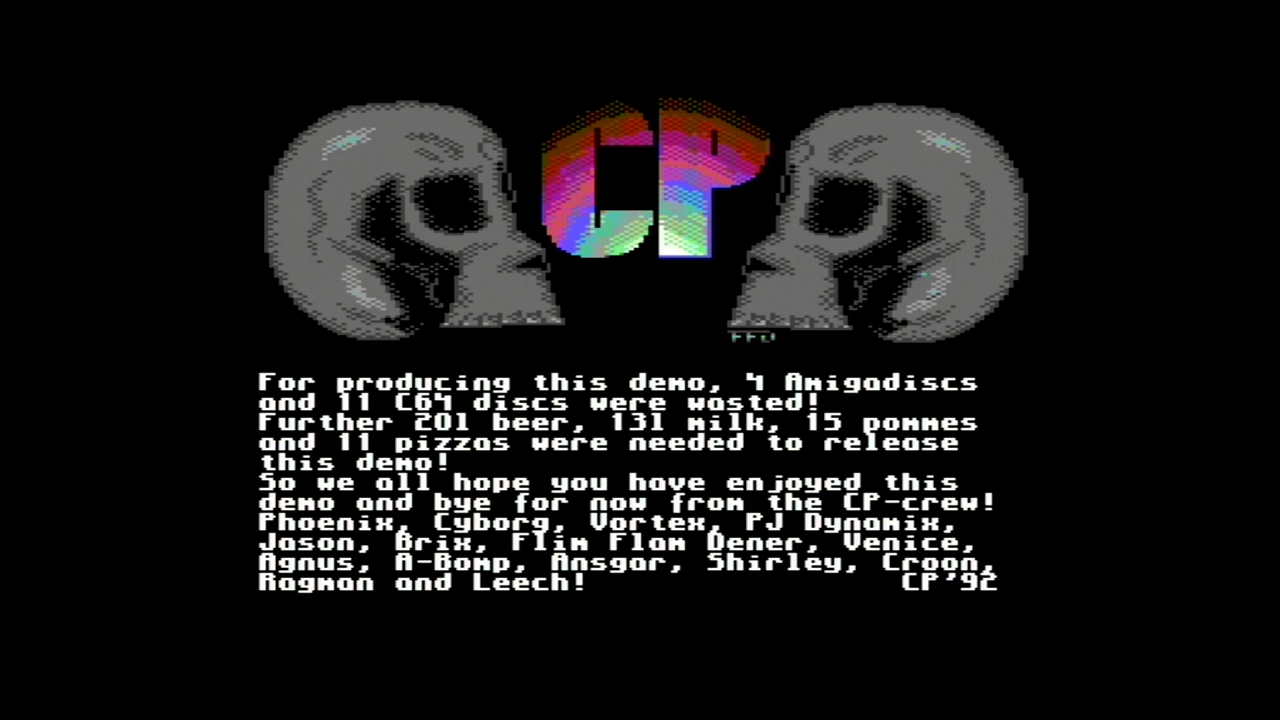 CP
FFD
For producing this demo, 4 Amigadiscs
and 11 C64 discs were wasted!
Further 20l beer, 13l milk, 15 pommes
and 11 pizzas were needed to release
this demo!
So we all hope you have enjoyed this
demo and bye for now from the CP-crew!
Phoenix, Cyborg, Vortex, PJ Dynamix,
Jason, Brix, Flim Flam Dener, Venice,
Agnus, A-Bomp, Ansgar, Shirley, Croon,
Ragman and Leech! CP'92